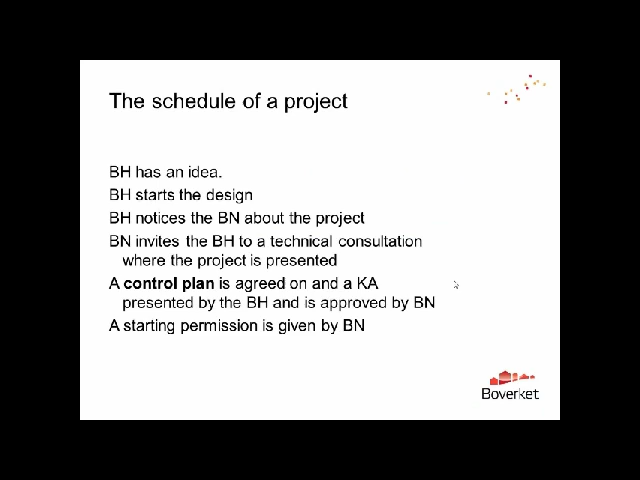 The schedule of a project
BH has an idea.
BH starts the design
BH notices the BN about the project
BN invites the BH to a technical consultation
where the project is presented
A control plan is agreed on and a KA
presented by the BH and is approved by BN
A starting permission is given by BN
Boverket